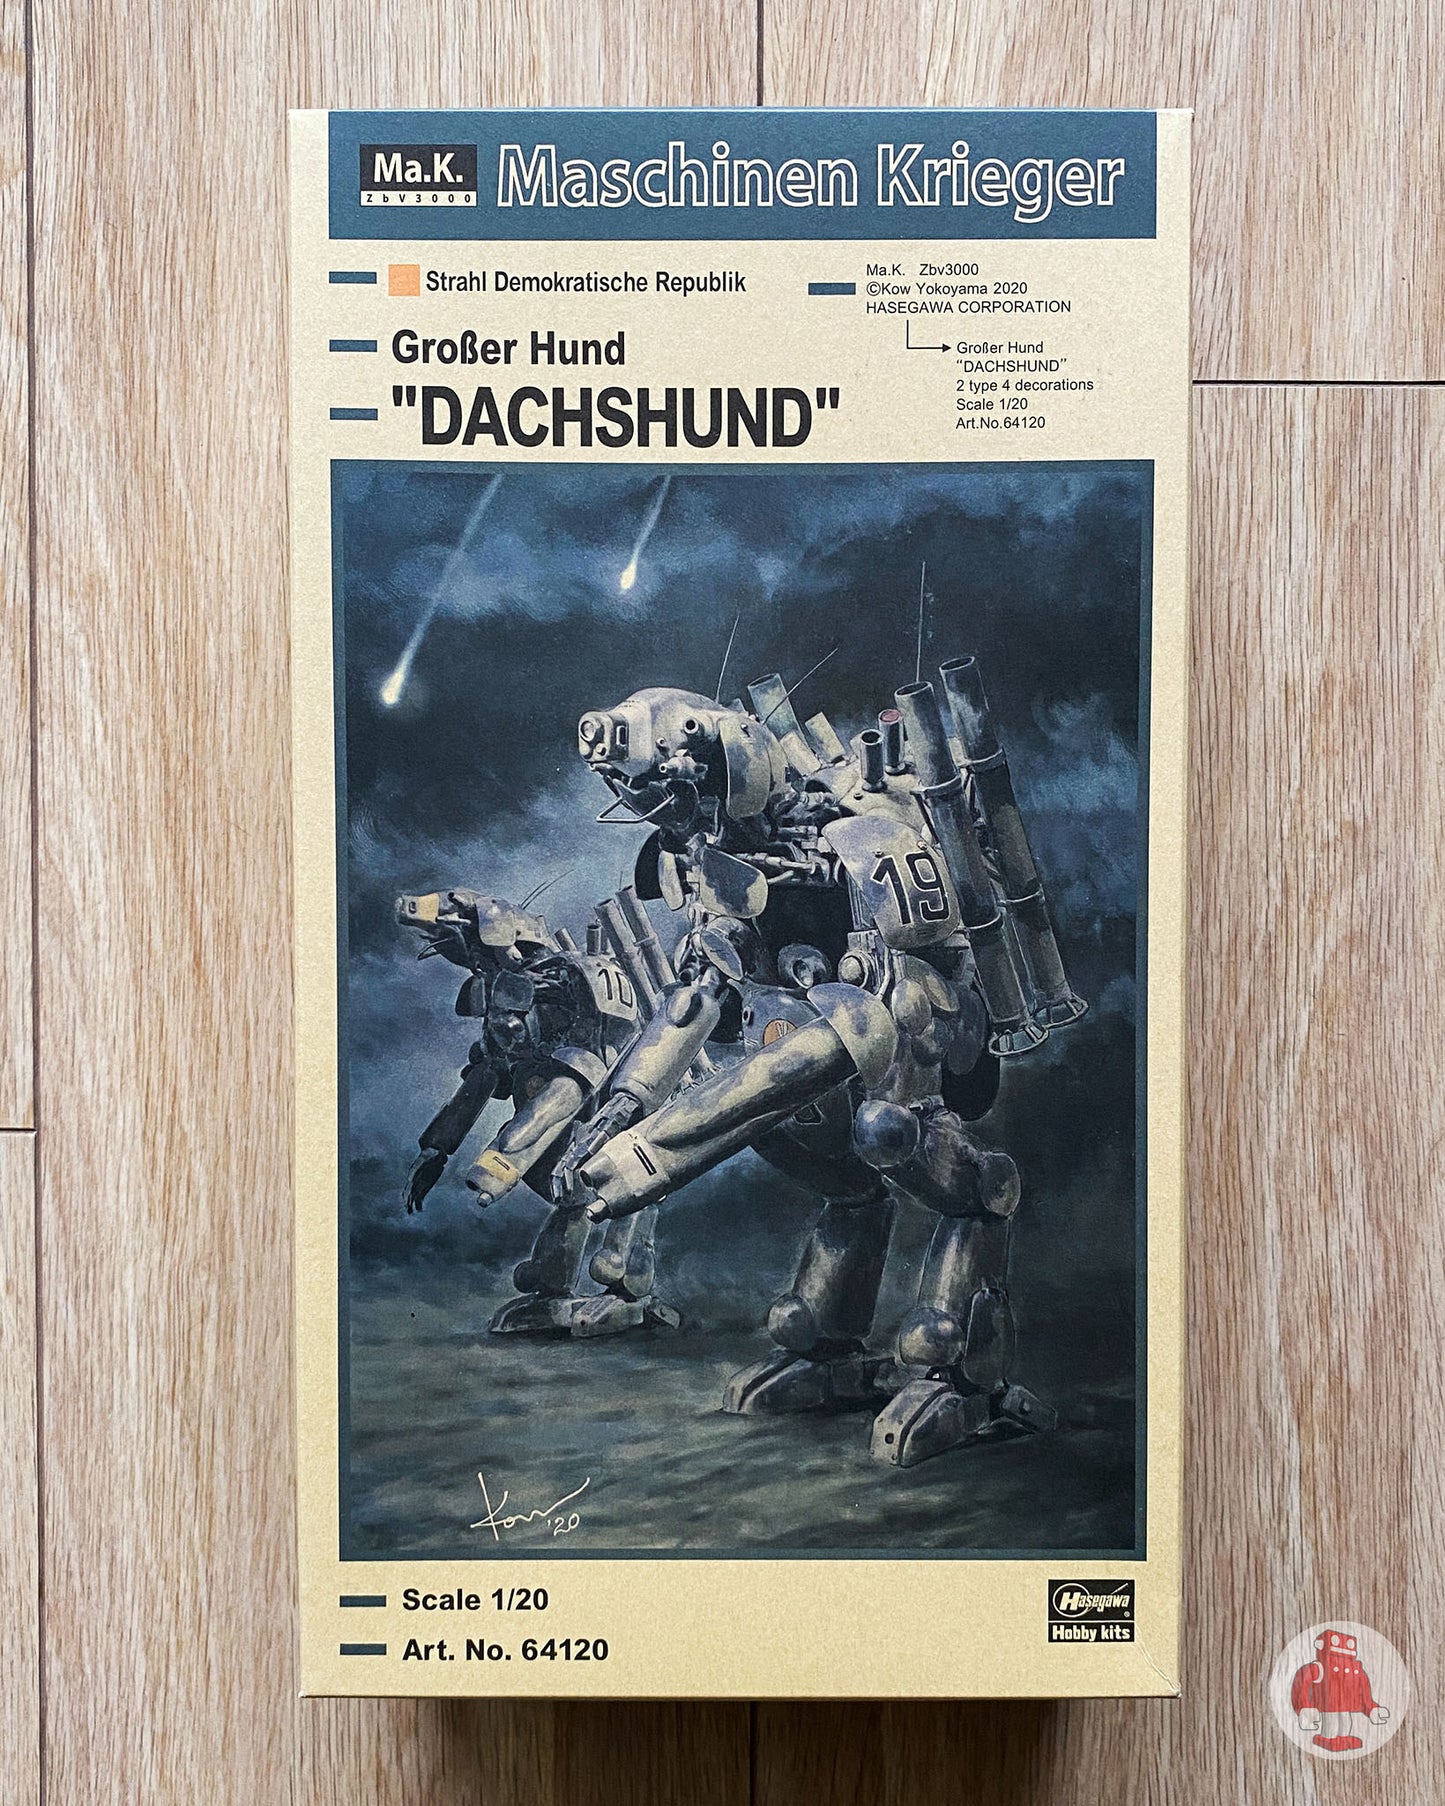 Ma.K.
ZbV3000
Maschinen Krieger
Strahl Demokratische Republik
Großer Hund
"DACHSHUND"
Ma.K. Zbv3000
©Kow Yokoyama 2020
HASEGAWA CORPORATION
Großer Hund
"DACHSHUND"
2 type 4 decorations
Scale 1/20
Art.No.64120
19
10
Kow '20
Scale 1/20
Art. No. 64120
Hasegawa
Hobby kits